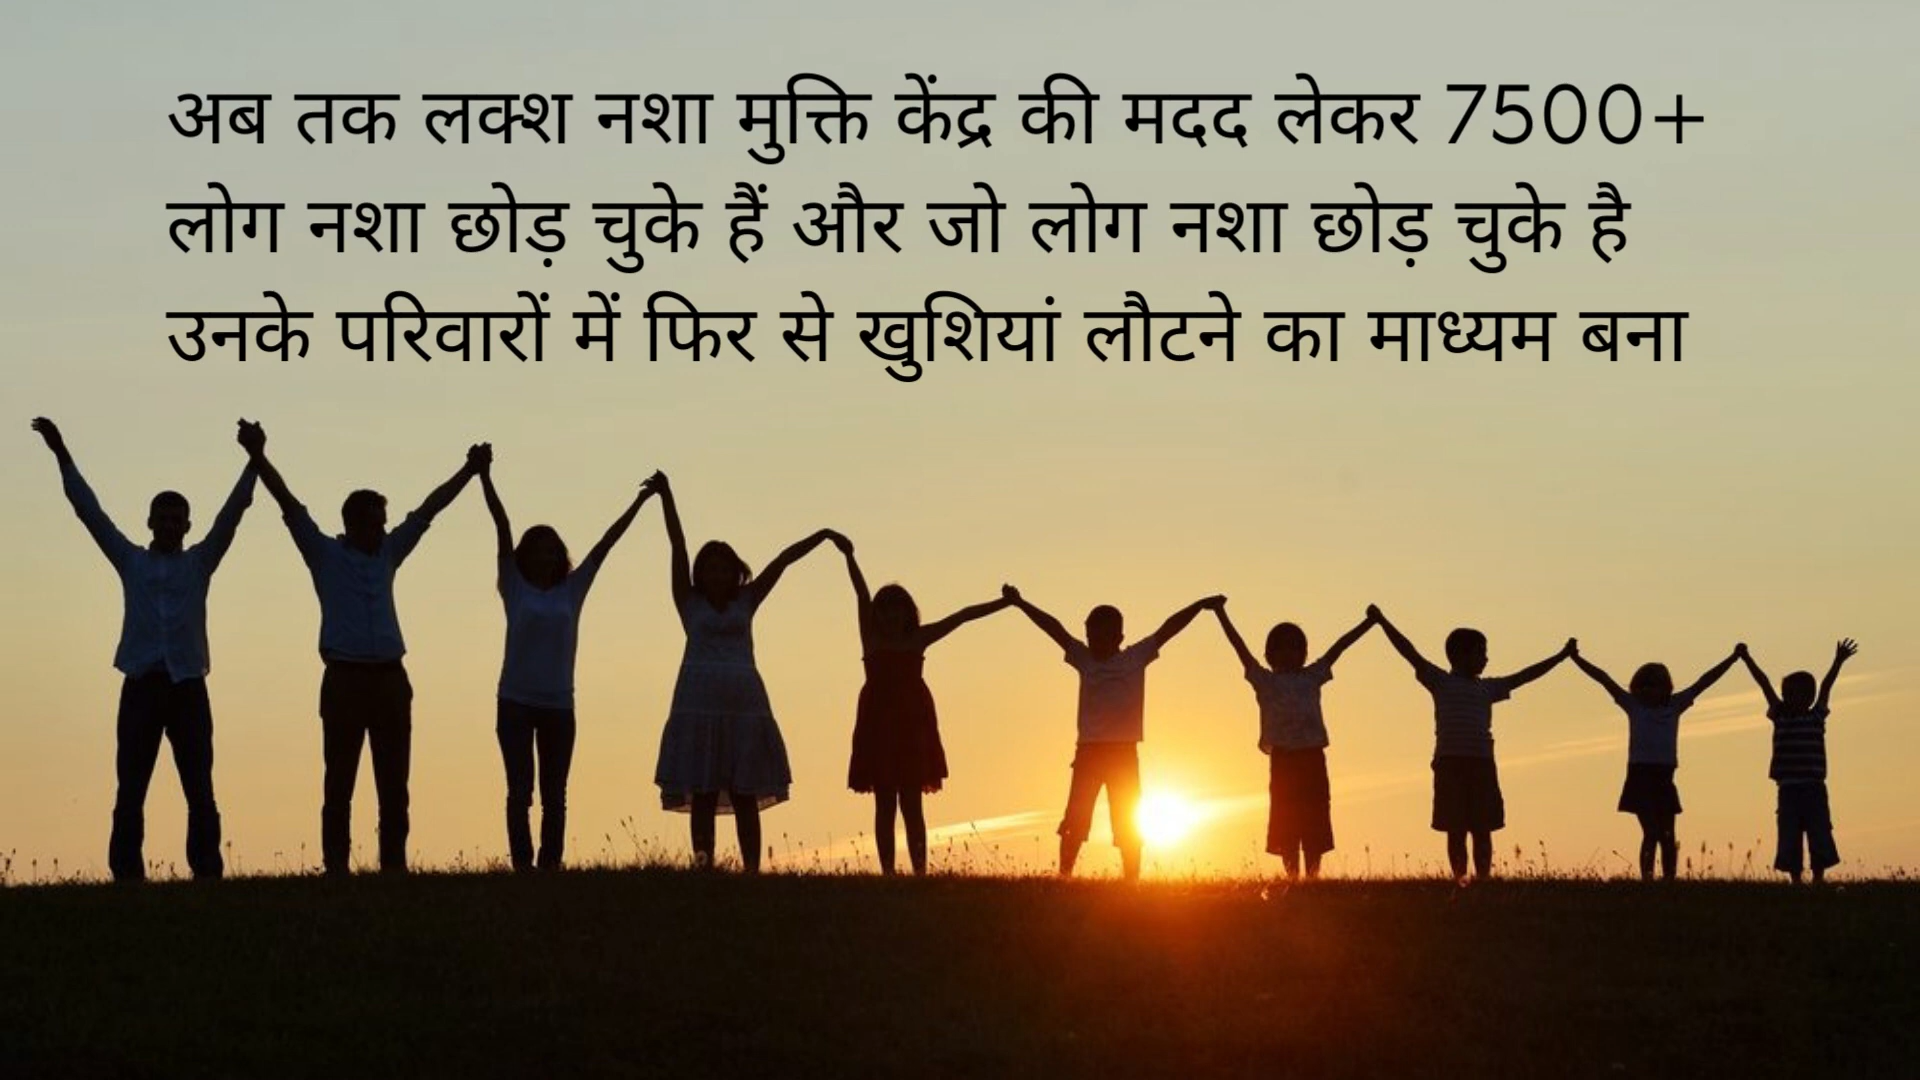 अब तक लक्श नशा मुक्ति केंद्र की मदद लेकर 7500+
लोग नशा छोड़ चुके हैं और जो लोग नशा छोड़ चुके है
उनके परिवारों में फिर से खुशियां लौटने का माध्यम बना